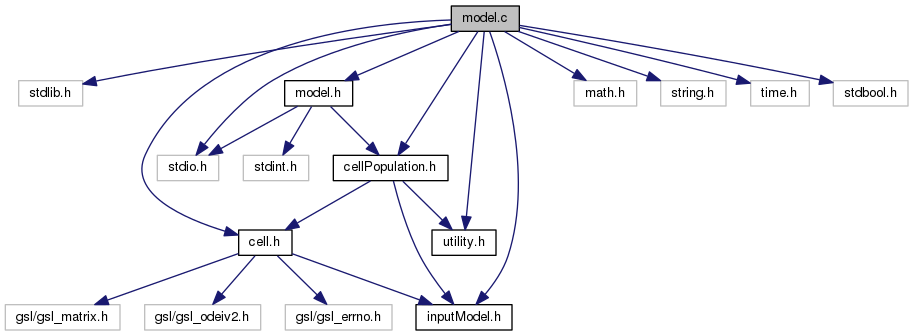 model.c
stdlib.h
model.h
math.h
string.h
time.h
stdbool.h
stdio.h
stdint.h
cellPopulation.h
cell.h
utility.h
gsl/gsl_matrix.h
gsl/gsl_odeiv2.h
gsl/gsl_errno.h
inputModel.h